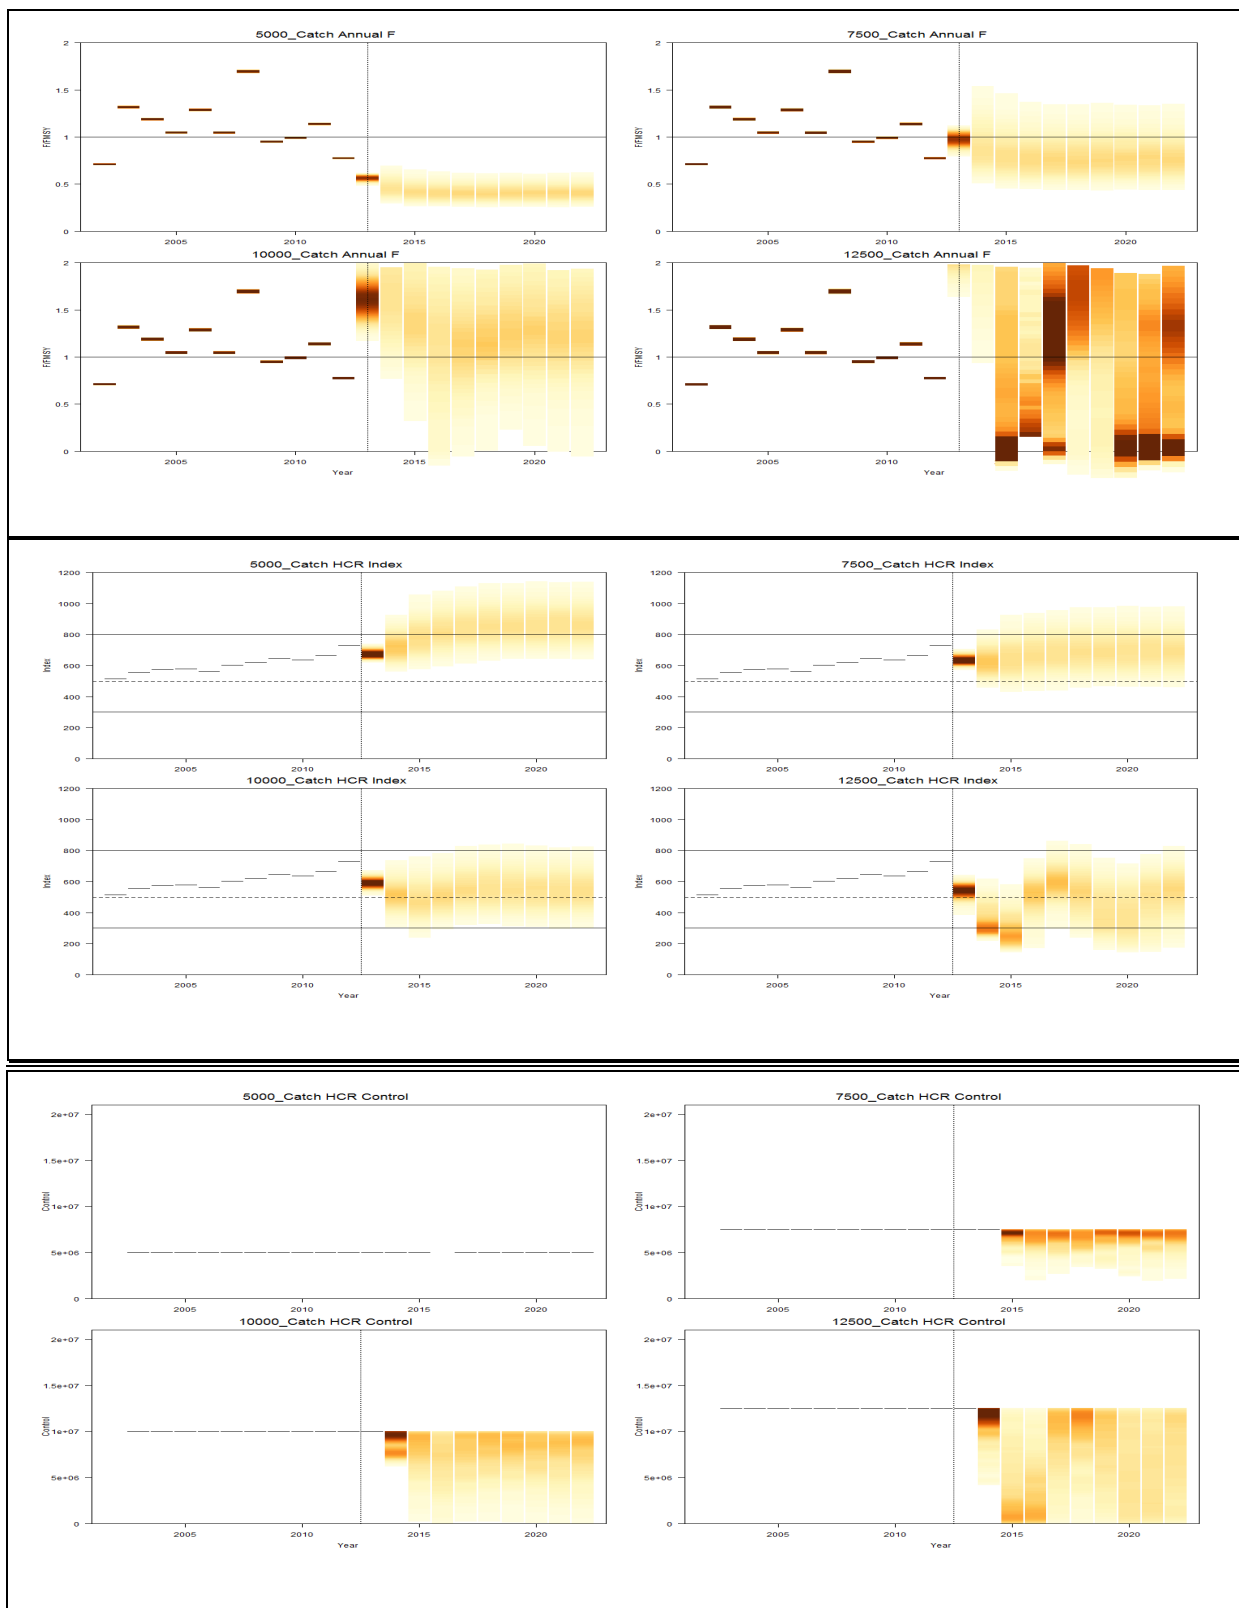 5000_Catch Annual F
7500_Catch Annual F
2
1.5
1
0.5
0
F/FMSY
2005
2010
2015
2020
2
1.5
1
0.5
0
F/FMSY
2005
2010
2015
2020
10000_Catch Annual F
12500_Catch Annual F
2
1.5
1
0.5
0
F/FMSY
2005
2010
2015
2020
Year
2
1.5
1
0.5
0
F/FMSY
2005
2010
2015
2020
Year
5000_Catch HCR Index
7500_Catch HCR Index
1200
1000
800
600
400
200
0
Index
2005
2010
2015
2020
1200
1000
800
600
400
200
0
Index
2005
2010
2015
2020
10000_Catch HCR Index
12500_Catch HCR Index
1200
1000
800
600
400
200
0
Index
2005
2010
2015
2020
Year
1200
1000
800
600
400
200
0
Index
2005
2010
2015
2020
Year
5000_Catch HCR Control
7500_Catch HCR Control
2e+07
1.5e+07
1e+07
5e+06
0
Control
2005
2010
2015
2020
2e+07
1.5e+07
1e+07
5e+06
0
Control
2005
2010
2015
2020
10000_Catch HCR Control
12500_Catch HCR Control
2e+07
1.5e+07
1e+07
5e+06
0
Control
2005
2010
2015
2020
Year
2e+07
1.5e+07
1e+07
5e+06
0
Control
2005
2010
2015
2020
Year